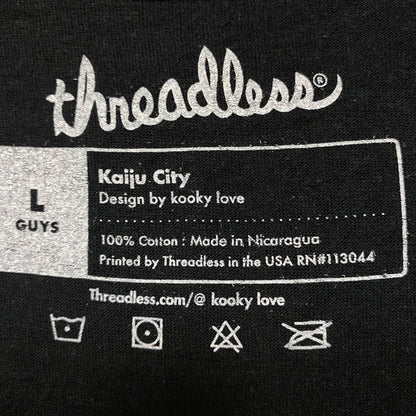 threadless®
L
GUYS
Kaiju City
Design by kooky love
100% Cotton : Made in Nicaragua
Printed by Threadless in the USA RN#113044
Threadless.com/@ kooky love